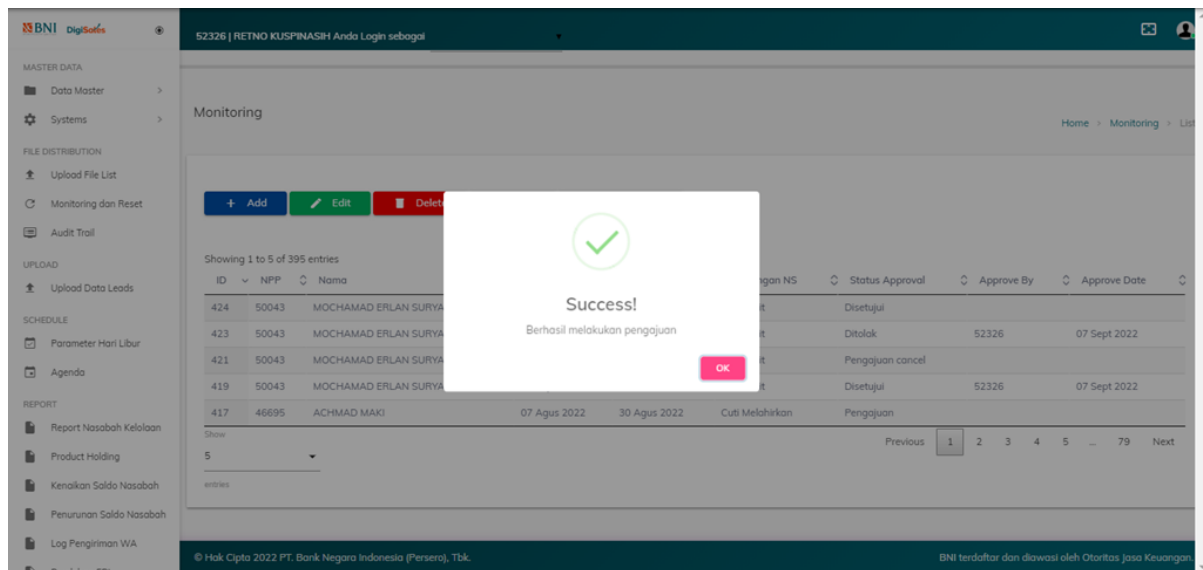 BNI DigiSales
52326 | RETNO KUSPINASIH Anda Login sebagai
MASTER DATA
Data Master
Systems
FILE DISTRIBUTION
Upload File List
Monitoring dan Reset
Audit Trail
UPLOAD
Upload Data Leads
SCHEDULE
Parameter Hari Libur
Agenda
REPORT
Report Nasabah Kelolaan
Product Holding
Kenaikan Saldo Nasabah
Penurunan Saldo Nasabah
Log Pengiriman WA
Monitoring
Home > Monitoring > List
+ Add
Edit
Delet
Showing 1 to 5 of 395 entries
ID NPP Nama ngan NS Status Approval Approve By Approve Date
424 50043 MOCHAMAD ERLAN SURYA it Disetujui
423 50043 MOCHAMAD ERLAN SURYA it Ditolak 52326 07 Sept 2022
421 50043 MOCHAMAD ERLAN SURYA it Pengajuan cancel
419 50043 MOCHAMAD ERLAN SURYA it Disetujui 52326 07 Sept 2022
417 46695 ACHMAD MAKI 07 Agus 2022 30 Agus 2022 Cuti Melahirkan Pengajuan
Success!
Berhasil melakukan pengajuan
OK
Show
5
entries
Previous 1 2 3 4 5 ... 79 Next
© Hak Cipta 2022 PT. Bank Negara Indonesia (Persero), Tbk.
BNI terdaftar dan diawasi oleh Otoritas Jasa Keuangan.